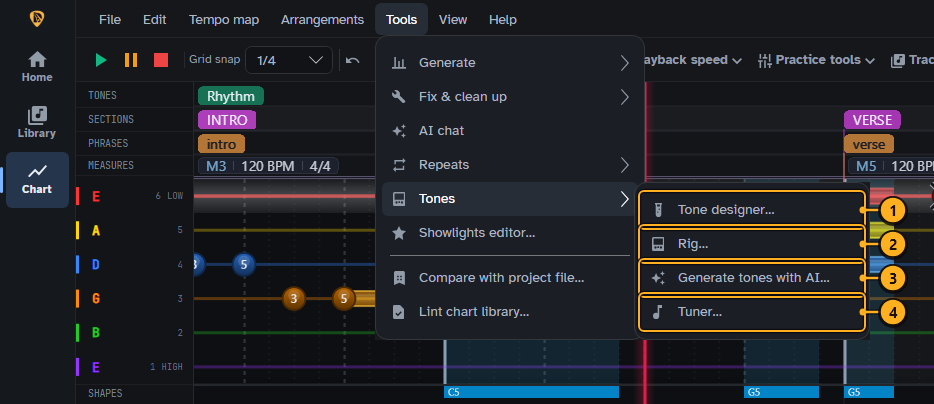 File Edit Tempo map Arrangements Tools View Help
Home
Library
Chart
Grid snap 1/4
Generate
Fix & clean up
AI chat
Repeats
Tones
Showlights editor...
Compare with project file...
Lint chart library...
Tone designer...
Rig...
Generate tones with AI...
Tuner...
1
2
3
4
ayback speed Practice tools Trac
TONES Rhythm
SECTIONS INTRO VERSE
PHRASES intro verse
MEASURES M3 120 BPM 4/4 M5 120 BPM
E 6 LOW
A 5
D 4 5
G 3 3 5
B 2
E 1 HIGH
SHAPES C5 G5 G5